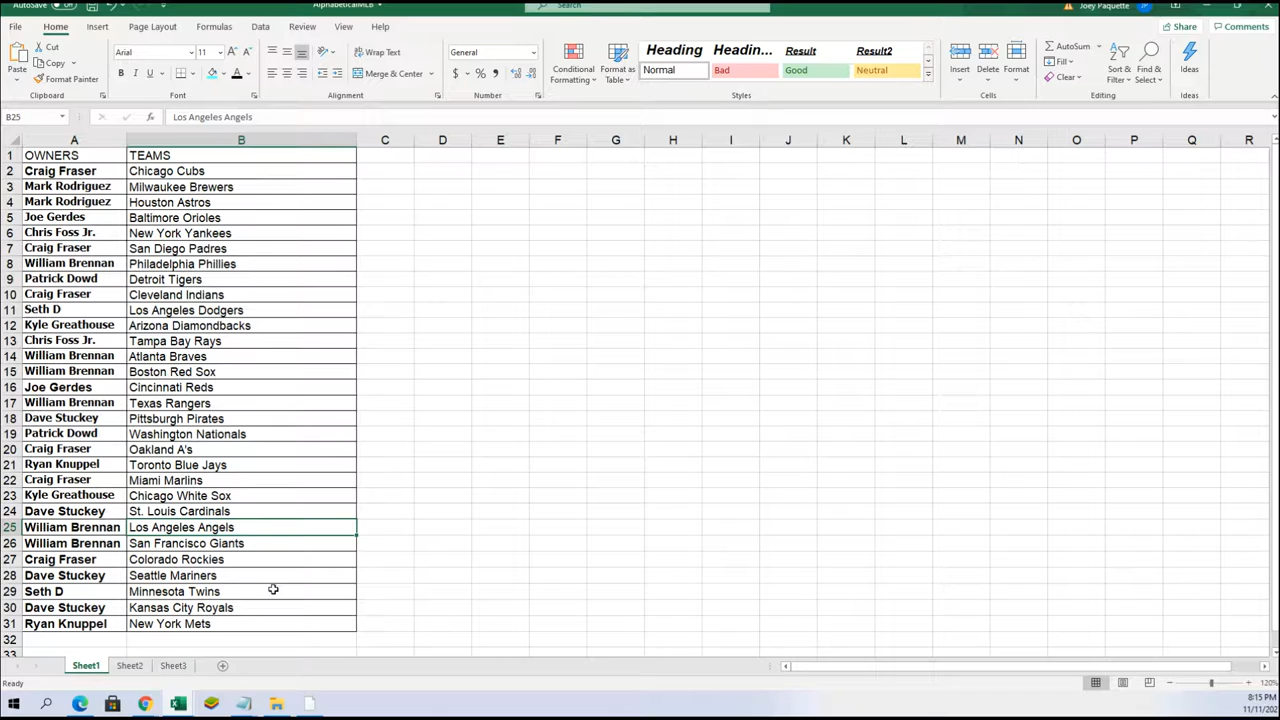 AutoSave
AlphabeticalMLB
Search
Joey Paquette
JP
File Home Insert Page Layout Formulas Data Review View Help Share Comments
Cut
Copy
Format Painter
Paste
Arial 11
Wrap Text
Merge & Center
General
Conditional Formatting
Format as Table
Heading Headin... Result Result2
Normal Bad Good Neutral
Insert Delete Format
AutoSum
Fill
Clear
Sort & Filter
Find & Select
Ideas
Clipboard Font Alignment Number Styles Cells Editing Ideas
B25 fx Los Angeles Angels
A B C D E F G H I J K L M N O P Q R
1 OWNERS TEAMS
2 Craig Fraser Chicago Cubs
3 Mark Rodriguez Milwaukee Brewers
4 Mark Rodriguez Houston Astros
5 Joe Gerdes Baltimore Orioles
6 Chris Foss Jr. New York Yankees
7 Craig Fraser San Diego Padres
8 William Brennan Philadelphia Phillies
9 Patrick Dowd Detroit Tigers
10 Craig Fraser Cleveland Indians
11 Seth D Los Angeles Dodgers
12 Kyle Greathouse Arizona Diamondbacks
13 Chris Foss Jr. Tampa Bay Rays
14 William Brennan Atlanta Braves
15 William Brennan Boston Red Sox
16 Joe Gerdes Cincinnati Reds
17 William Brennan Texas Rangers
18 Dave Stuckey Pittsburgh Pirates
19 Patrick Dowd Washington Nationals
20 Craig Fraser Oakland A's
21 Ryan Knuppel Toronto Blue Jays
22 Craig Fraser Miami Marlins
23 Kyle Greathouse Chicago White Sox
24 Dave Stuckey St. Louis Cardinals
25 William Brennan Los Angeles Angels
26 William Brennan San Francisco Giants
27 Craig Fraser Colorado Rockies
28 Dave Stuckey Seattle Mariners
29 Seth D Minnesota Twins
30 Dave Stuckey Kansas City Royals
31 Ryan Knuppel New York Mets
32
33
Sheet1 Sheet2 Sheet3
Ready
120%
8:15 PM
11/11/202